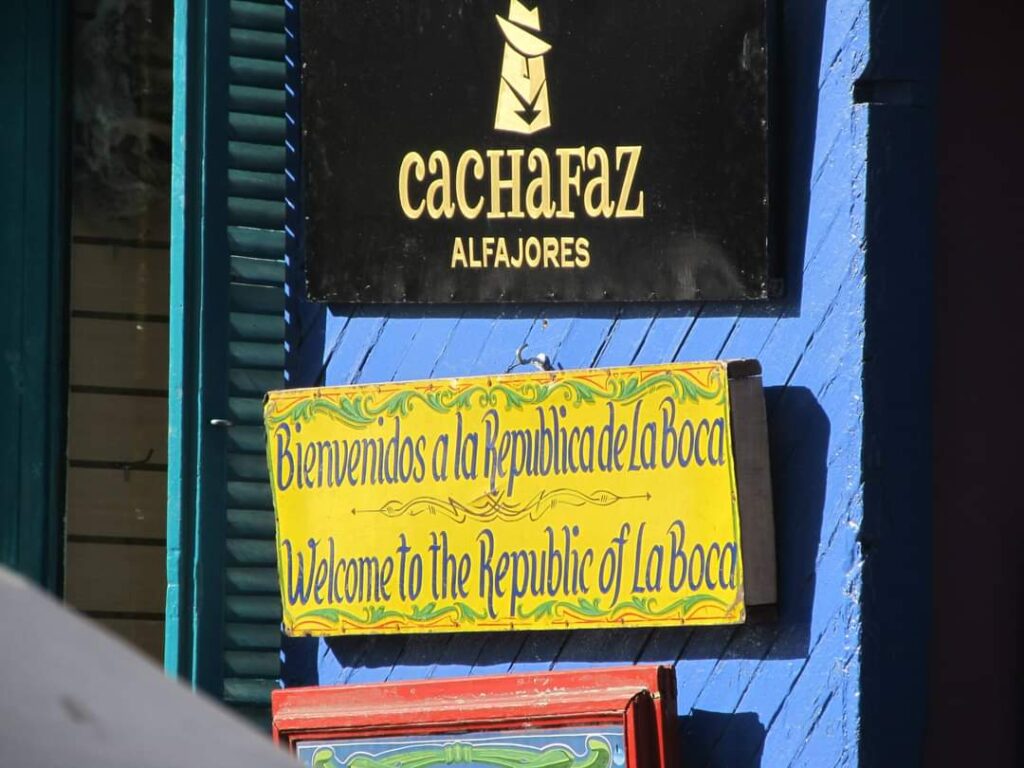 CACHAFAZ
ALFAJORES
Bienvenidos a la Republica de La Boca
Welcome to the Republic of La Boca